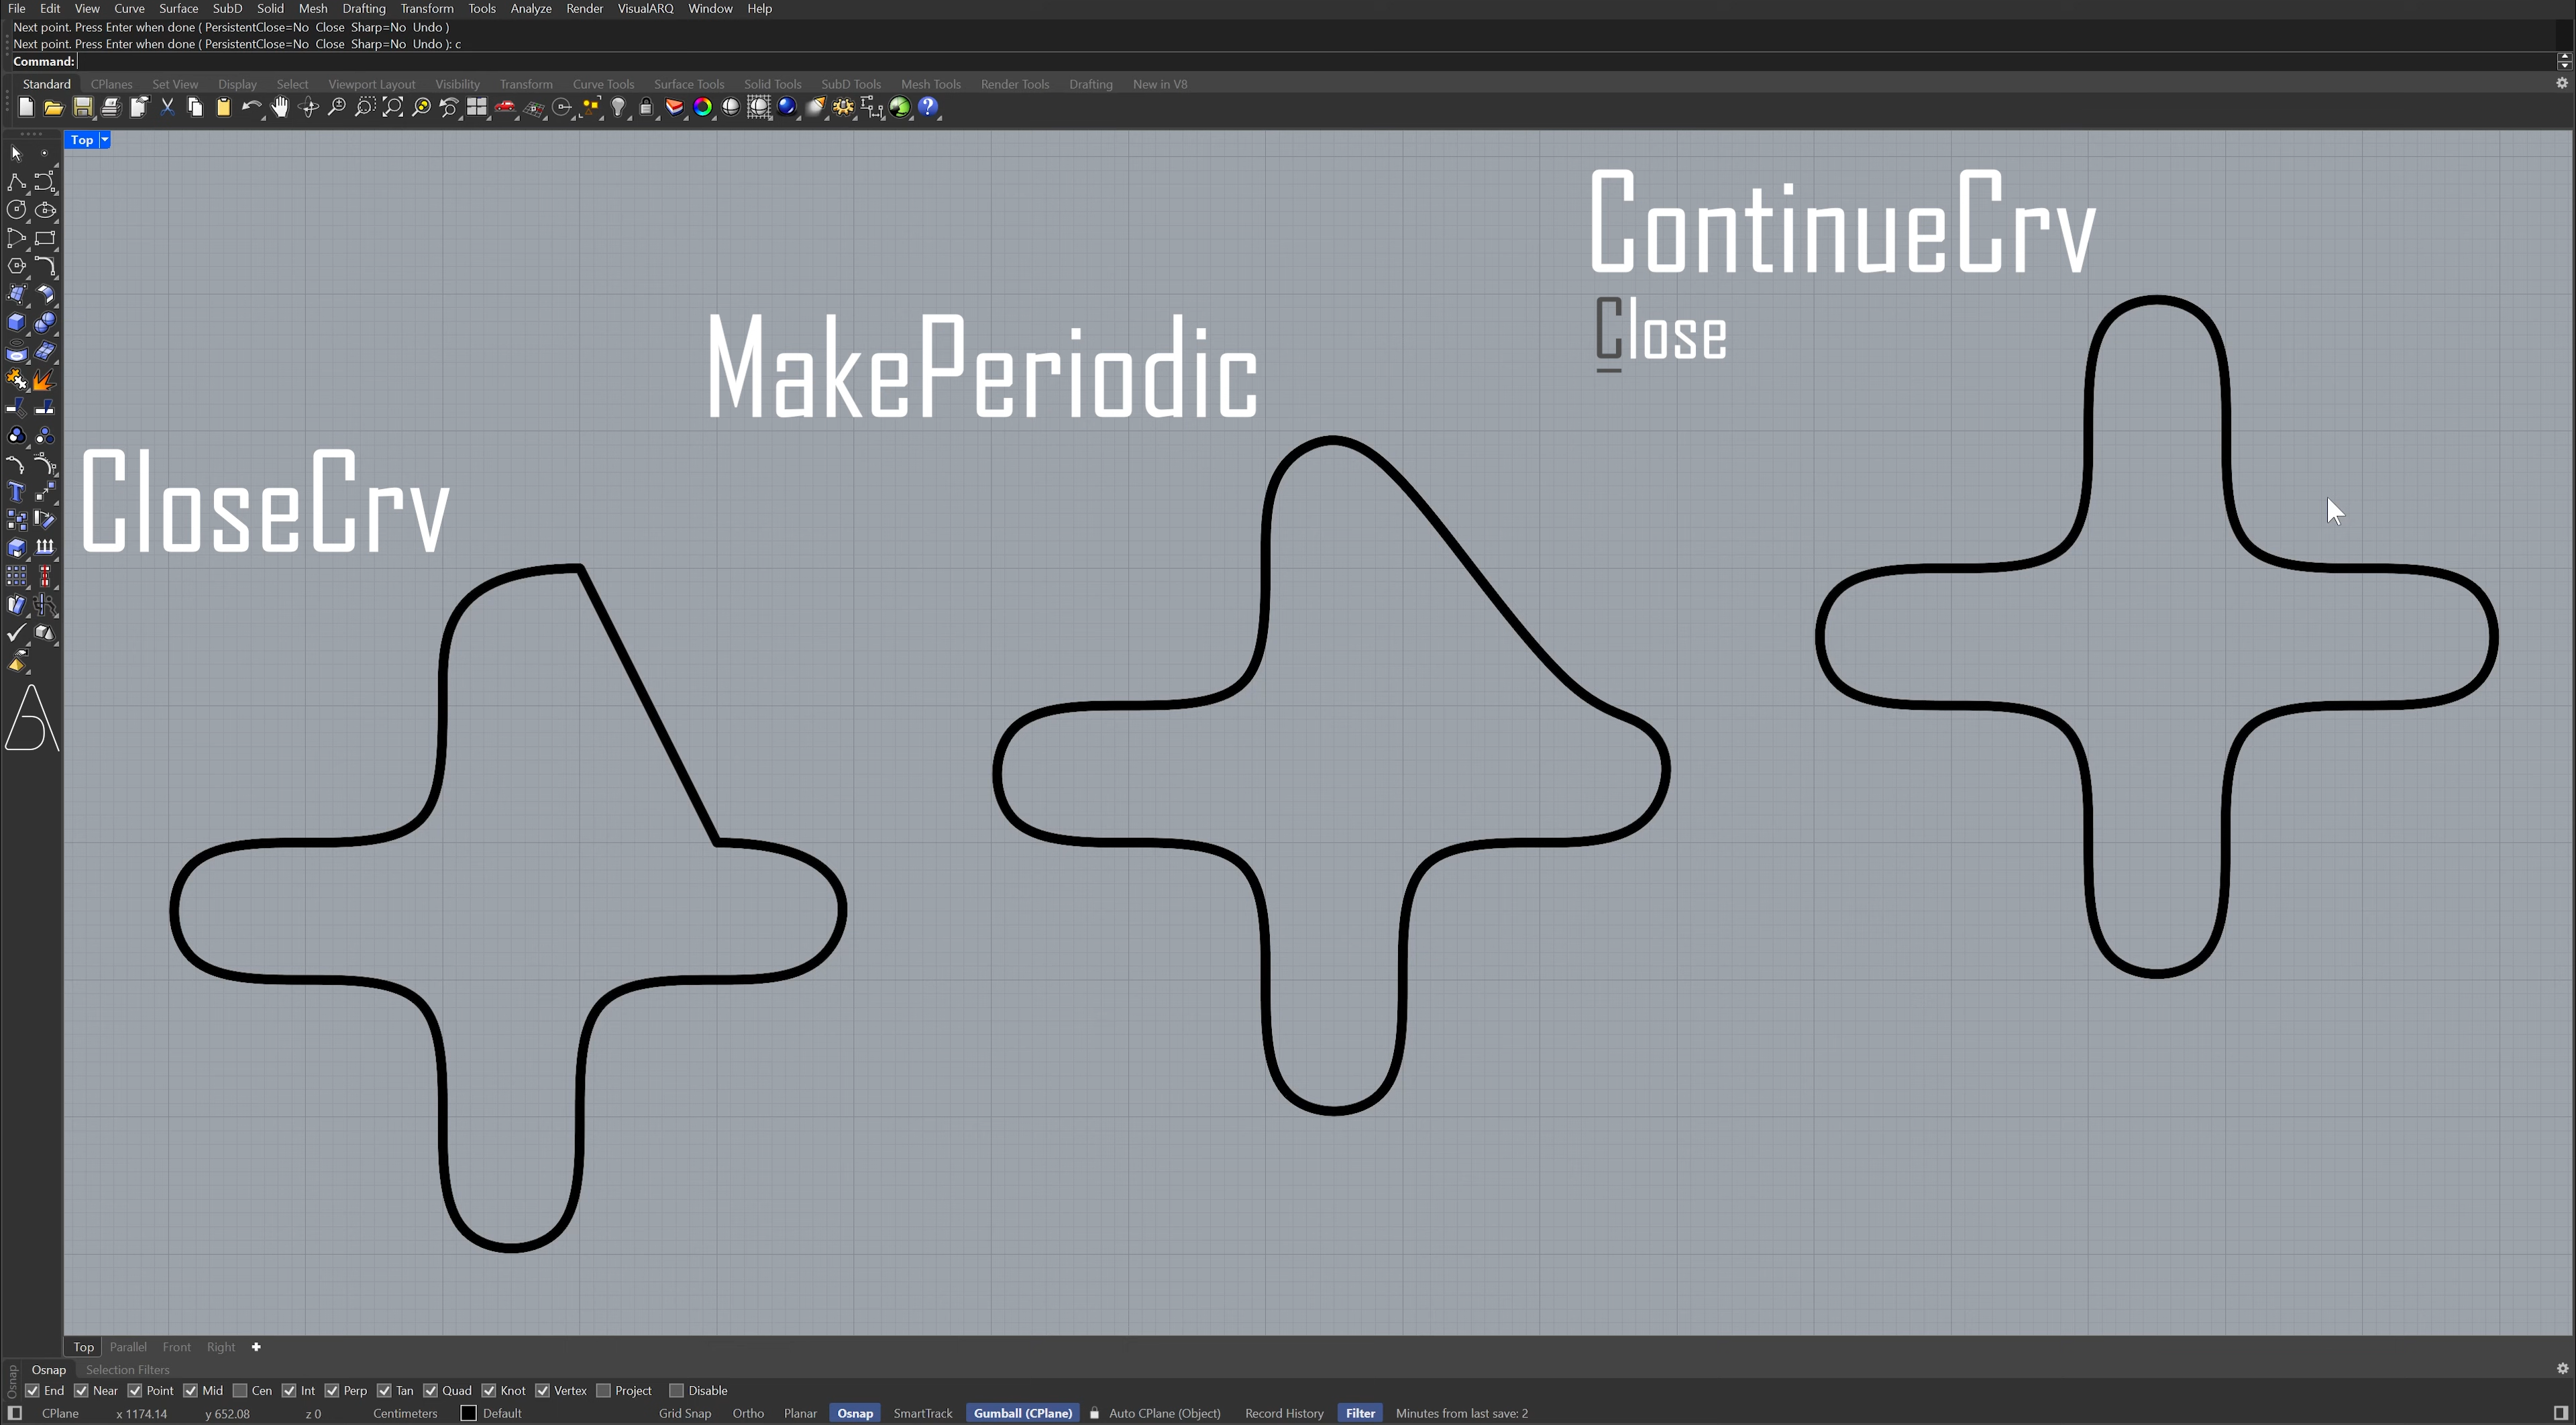 File Edit View Curve Surface SubD Solid Mesh Drafting Transform Tools Analyze Render VisualARQ Window Help
Next point. Press Enter when done ( PersistentClose=No Close Sharp=No Undo )
Next point. Press Enter when done ( PersistentClose=No Close Sharp=No Undo ): c
Command:
Standard CPlanes Set View Display Select Viewport Layout Visibility Transform Curve Tools Surface Tools Solid Tools SubD Tools Mesh Tools Render Tools Drafting New in V8
Top
ContinueCrv
Close
MakePeriodic
CloseCrv
Top Parallel Front Right
Osnap Selection Filters
Osnap
End Near Point Mid Cen Int Perp Tan Quad Knot Vertex Project Disable
CPlane x 1174.14 y 652.08 z 0 Centimeters Default Grid Snap Ortho Planar Osnap SmartTrack Gumball (CPlane) Auto CPlane (Object) Record History Filter Minutes from last save: 2